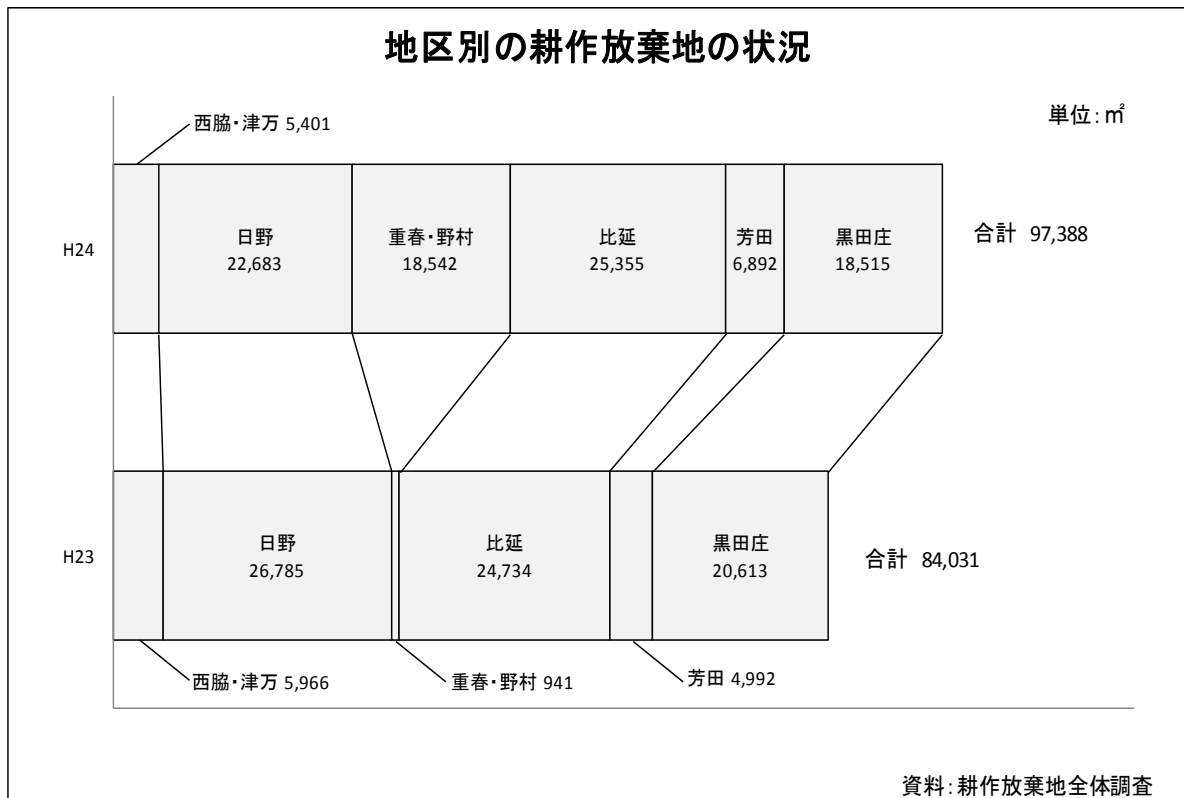 地区別の耕作放棄地の状況
単位：㎡
西脇・津万 5,401
H24
日野
22,683
重春・野村
18,542
比延
25,355
芳田
6,892
黒田庄
18,515
合計 97,388
H23
日野
26,785
比延
24,734
黒田庄
20,613
合計 84,031
西脇・津万 5,966
重春・野村 941
芳田 4,992
資料：耕作放棄地全体調査